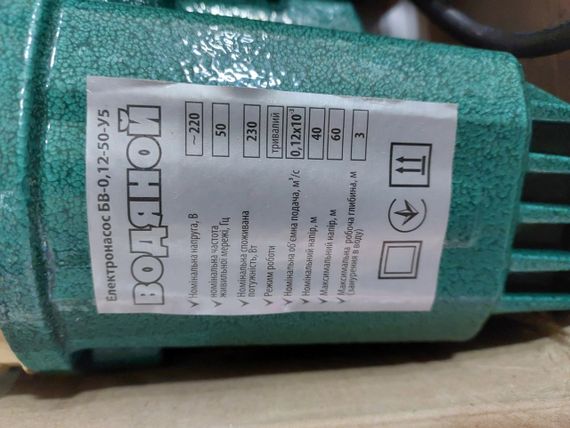 Електронасос БВ-0,12-50-У5
ВОДЯНОЙ
Номінальна напруга, В ~220
номінальна частота
живильної мережі, Гц 50
Номінальна споживана
потужність, Вт 230
Режим роботи тривалий
Номінальна об'ємна подача, м³/с 0,12х10⁻³
Номінальний напір, м 40
Максимальний напір, м 60
Максимальна робоча глибина, м
(занурення в воду) 3